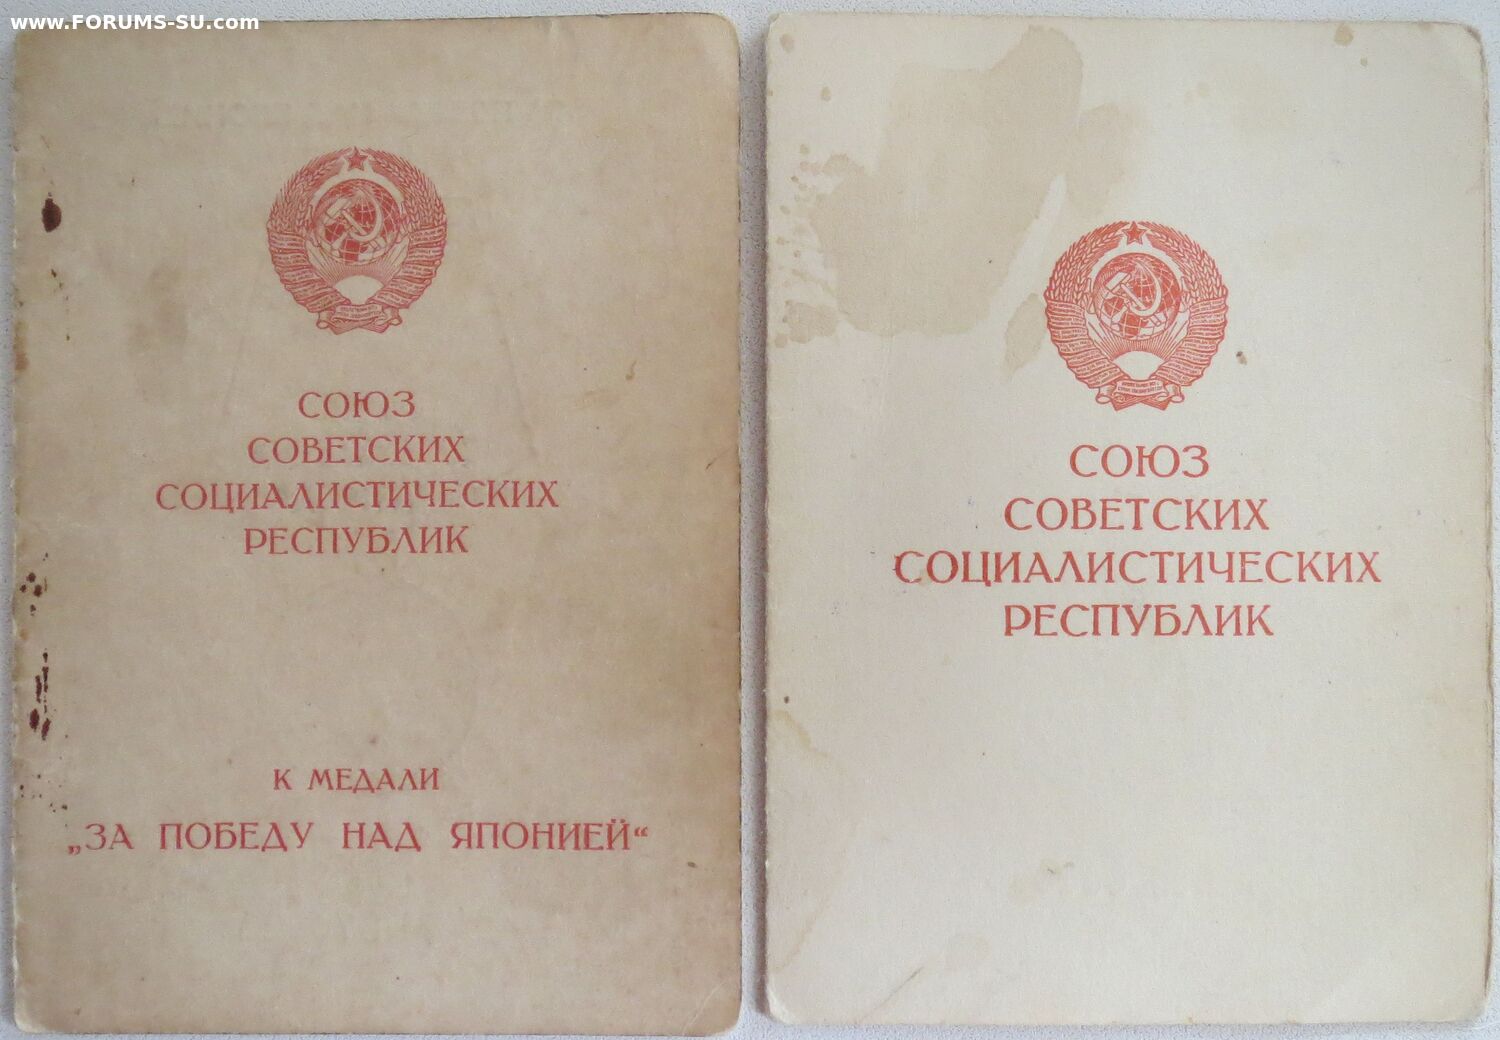 www.FORUMS-SU.com
СОЮЗ
СОВЕТСКИХ
СОЦИАЛИСТИЧЕСКИХ
РЕСПУБЛИК
К МЕДАЛИ
„ЗА ПОБЕДУ НАД ЯПОНИЕЙ“
СОЮЗ
СОВЕТСКИХ
СОЦИАЛИСТИЧЕСКИХ
РЕСПУБЛИК